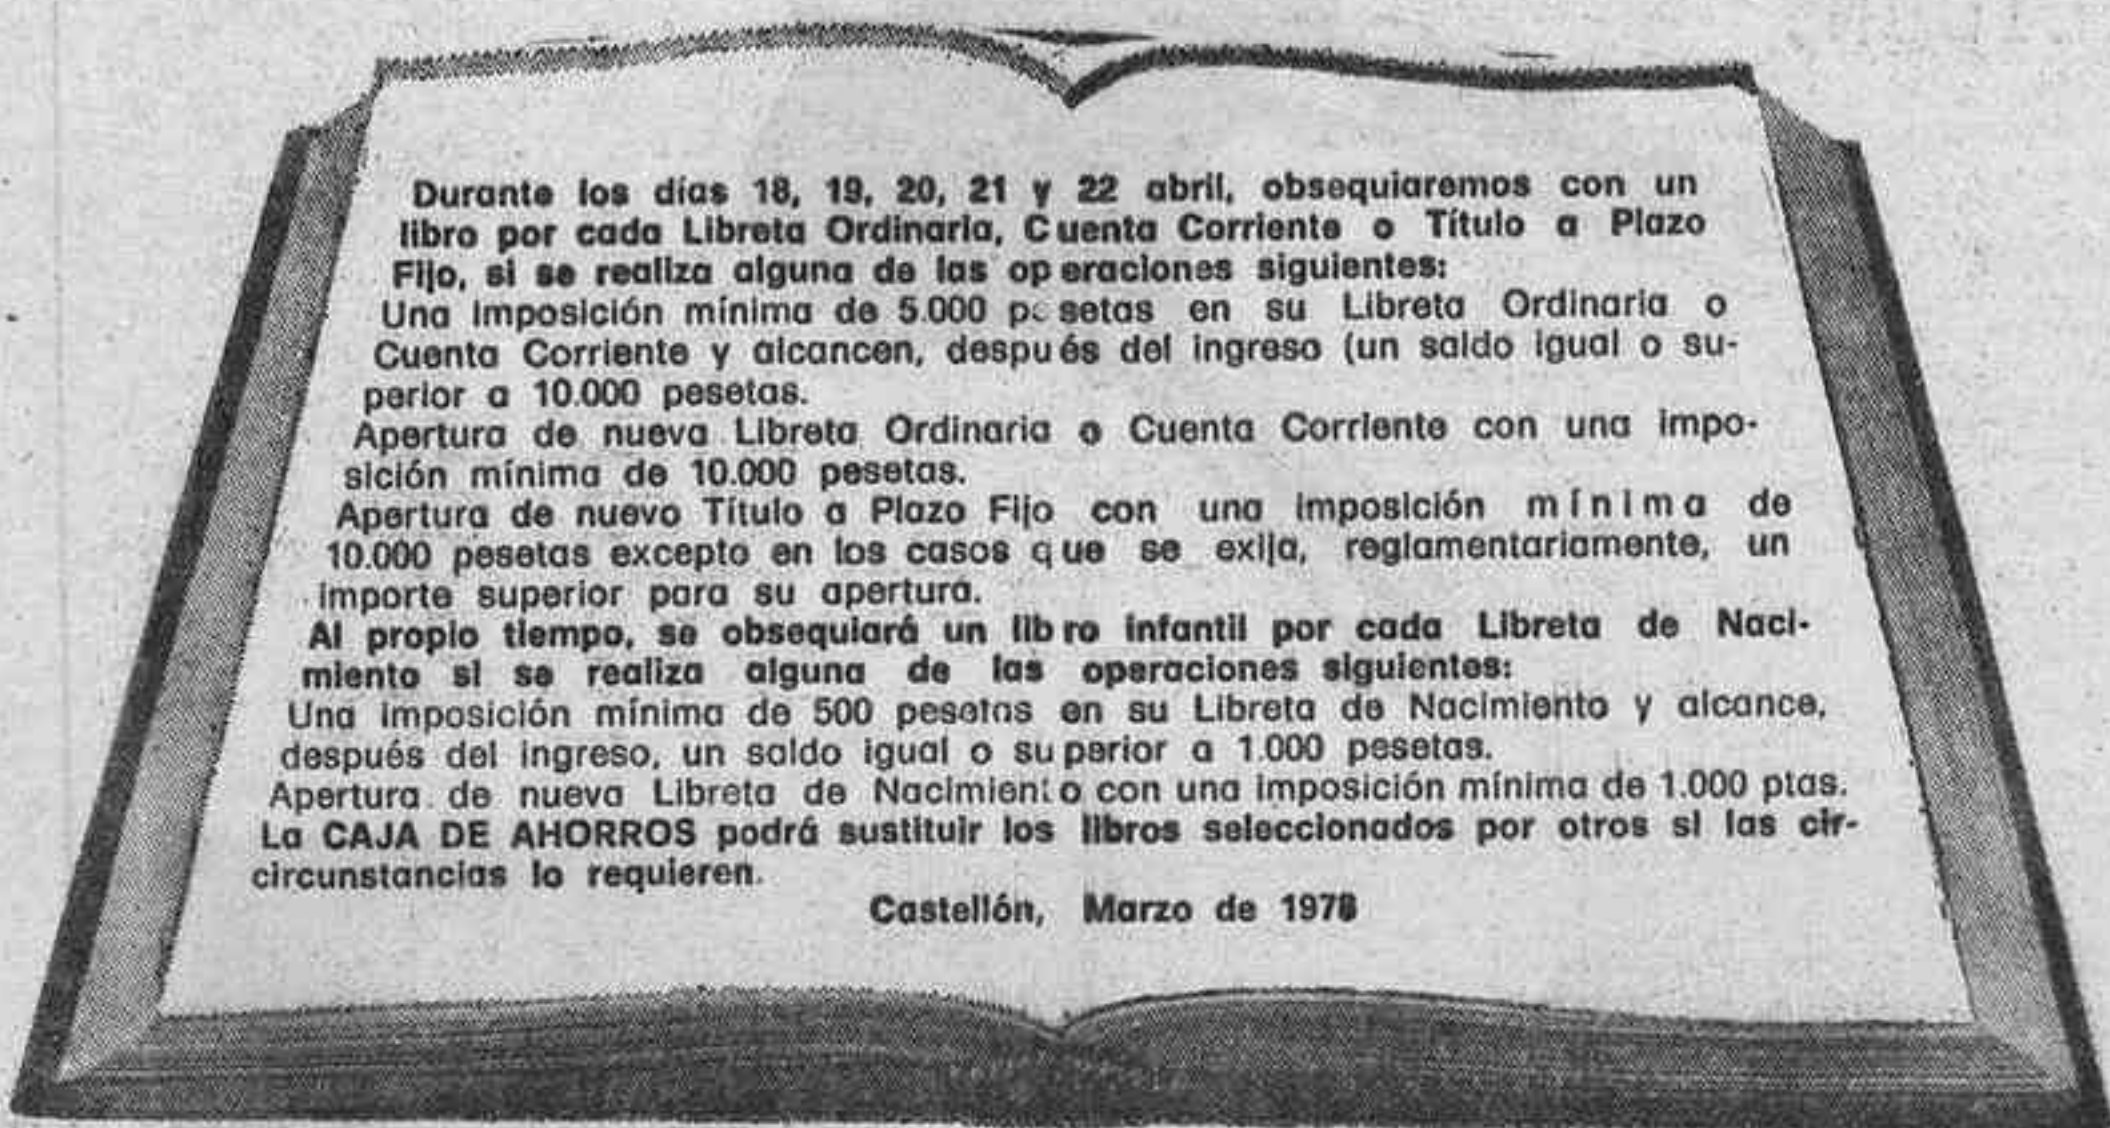 Durante los días 18, 19, 20, 21 y 22 abril, obsequiaremos con un
libro por cada Libreta Ordinaria, Cuenta Corriente o Título a Plazo
Fijo, si se realiza alguna de las operaciones siguientes:
Una imposición mínima de 5.000 pesetas en su Libreta Ordinaria o
Cuenta Corriente y alcancen, después del ingreso (un saldo igual o su-
perior a 10.000 pesetas.
Apertura de nueva Libreta Ordinaria o Cuenta Corriente con una impo-
sición mínima de 10.000 pesetas.
Apertura de nuevo Título a Plazo Fijo con una imposición mínima de
10.000 pesetas excepto en los casos que se exija, reglamentariamente, un
importe superior para su apertura.
Al propio tiempo, se obsequiará un libro infantil por cada Libreta de Naci-
miento si se realiza alguna de las operaciones siguientes:
Una imposición mínima de 500 pesetas en su Libreta de Nacimiento y alcance,
después del ingreso, un saldo igual o superior a 1.000 pesetas.
Apertura de nueva Libreta de Nacimiento con una imposición mínima de 1.000 ptas.
La CAJA DE AHORROS podrá sustituir los libros seleccionados por otros si las cir-
circunstancias lo requieren.
Castellón, Marzo de 1978